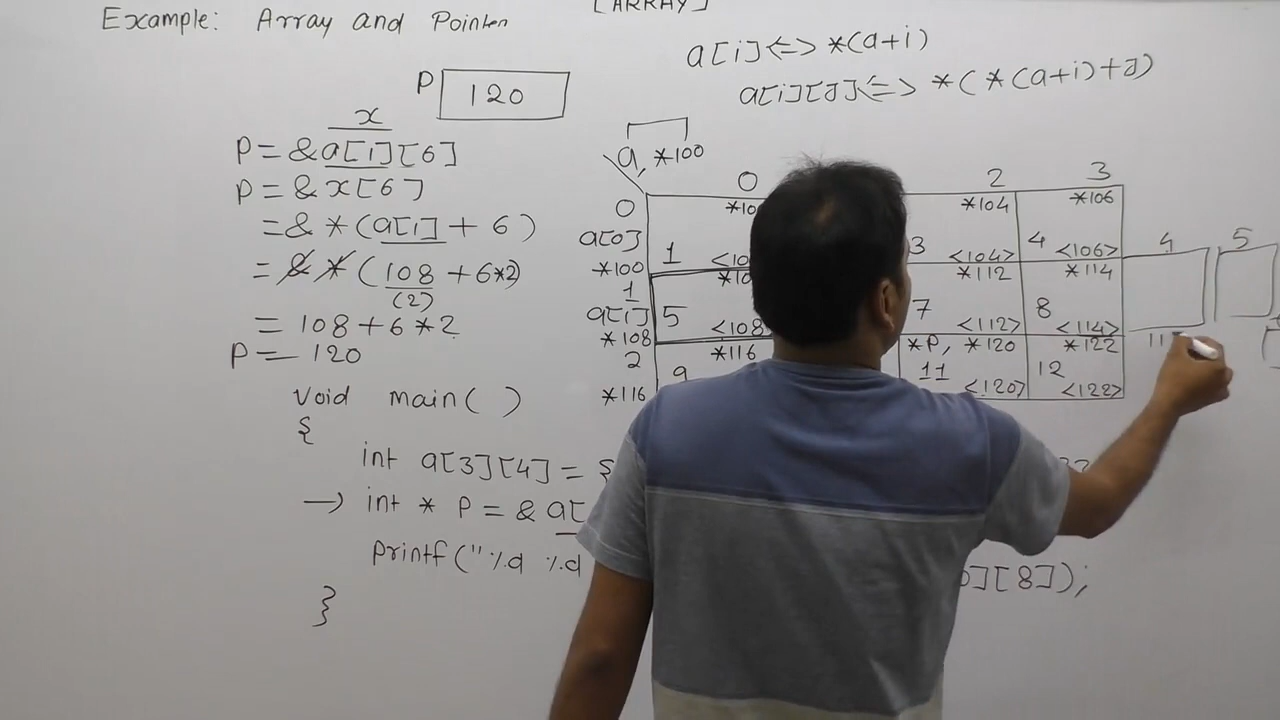 Example: Array and Pointer
[ARRAY]
a[i] <=> *(a+i)
a[i][j] <=> *(*(a+i)+j)
P 120
x
P = &a[1][6]
P = &x[6]
= &*(a[1] + 6)
= &*(108 + 6*2)
(2)
= 108 + 6*2
P = 120
void main( )
{
int a[3][4] = {
→ int * P = & a[
printf("%d %d
][8]);
}
a, *100
0 2 3
0 *104 *106
a[0] 1 3 <104> 4 <106>
*100 *112 *114 4 5
1
a[1] 5 <108> 7 <112> 8 <114>
*108 *116 *P, *120 *122 11
2 9 11 <120> 12 <122>
*116